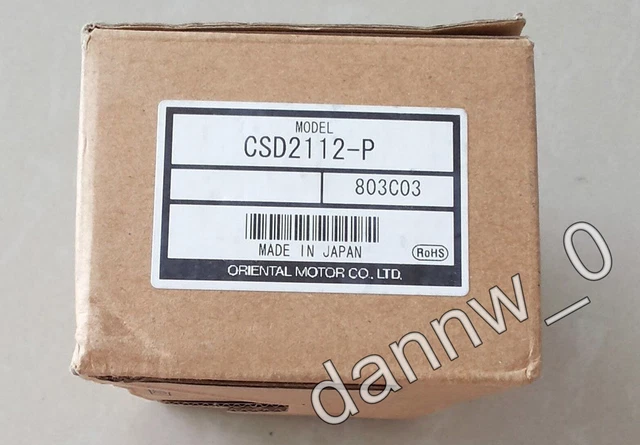 MODEL
CSD2112-P
803C03
MADE IN JAPAN
RoHS
ORIENTAL MOTOR CO., LTD.
dannw_0